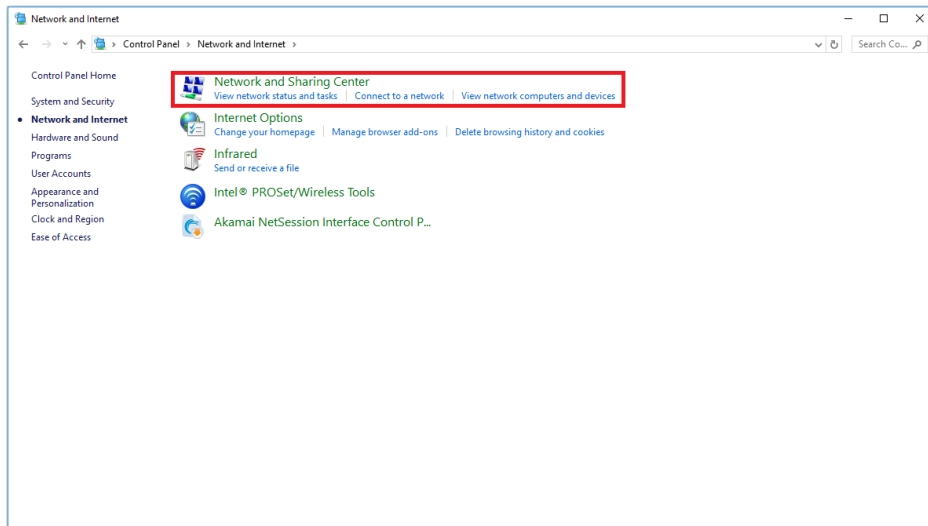 Network and Internet
Control Panel > Network and Internet >
Search Co...
Control Panel Home
System and Security
Network and Internet
Hardware and Sound
Programs
User Accounts
Appearance and
Personalization
Clock and Region
Ease of Access
Network and Sharing Center
View network status and tasks | Connect to a network | View network computers and devices
Internet Options
Change your homepage | Manage browser add-ons | Delete browsing history and cookies
Infrared
Send or receive a file
Intel® PROSet/Wireless Tools
Akamai NetSession Interface Control P...